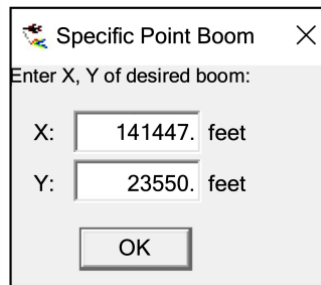 Specific Point Boom
Enter X, Y of desired boom:
X: 141447. feet
Y: 23550. feet
OK